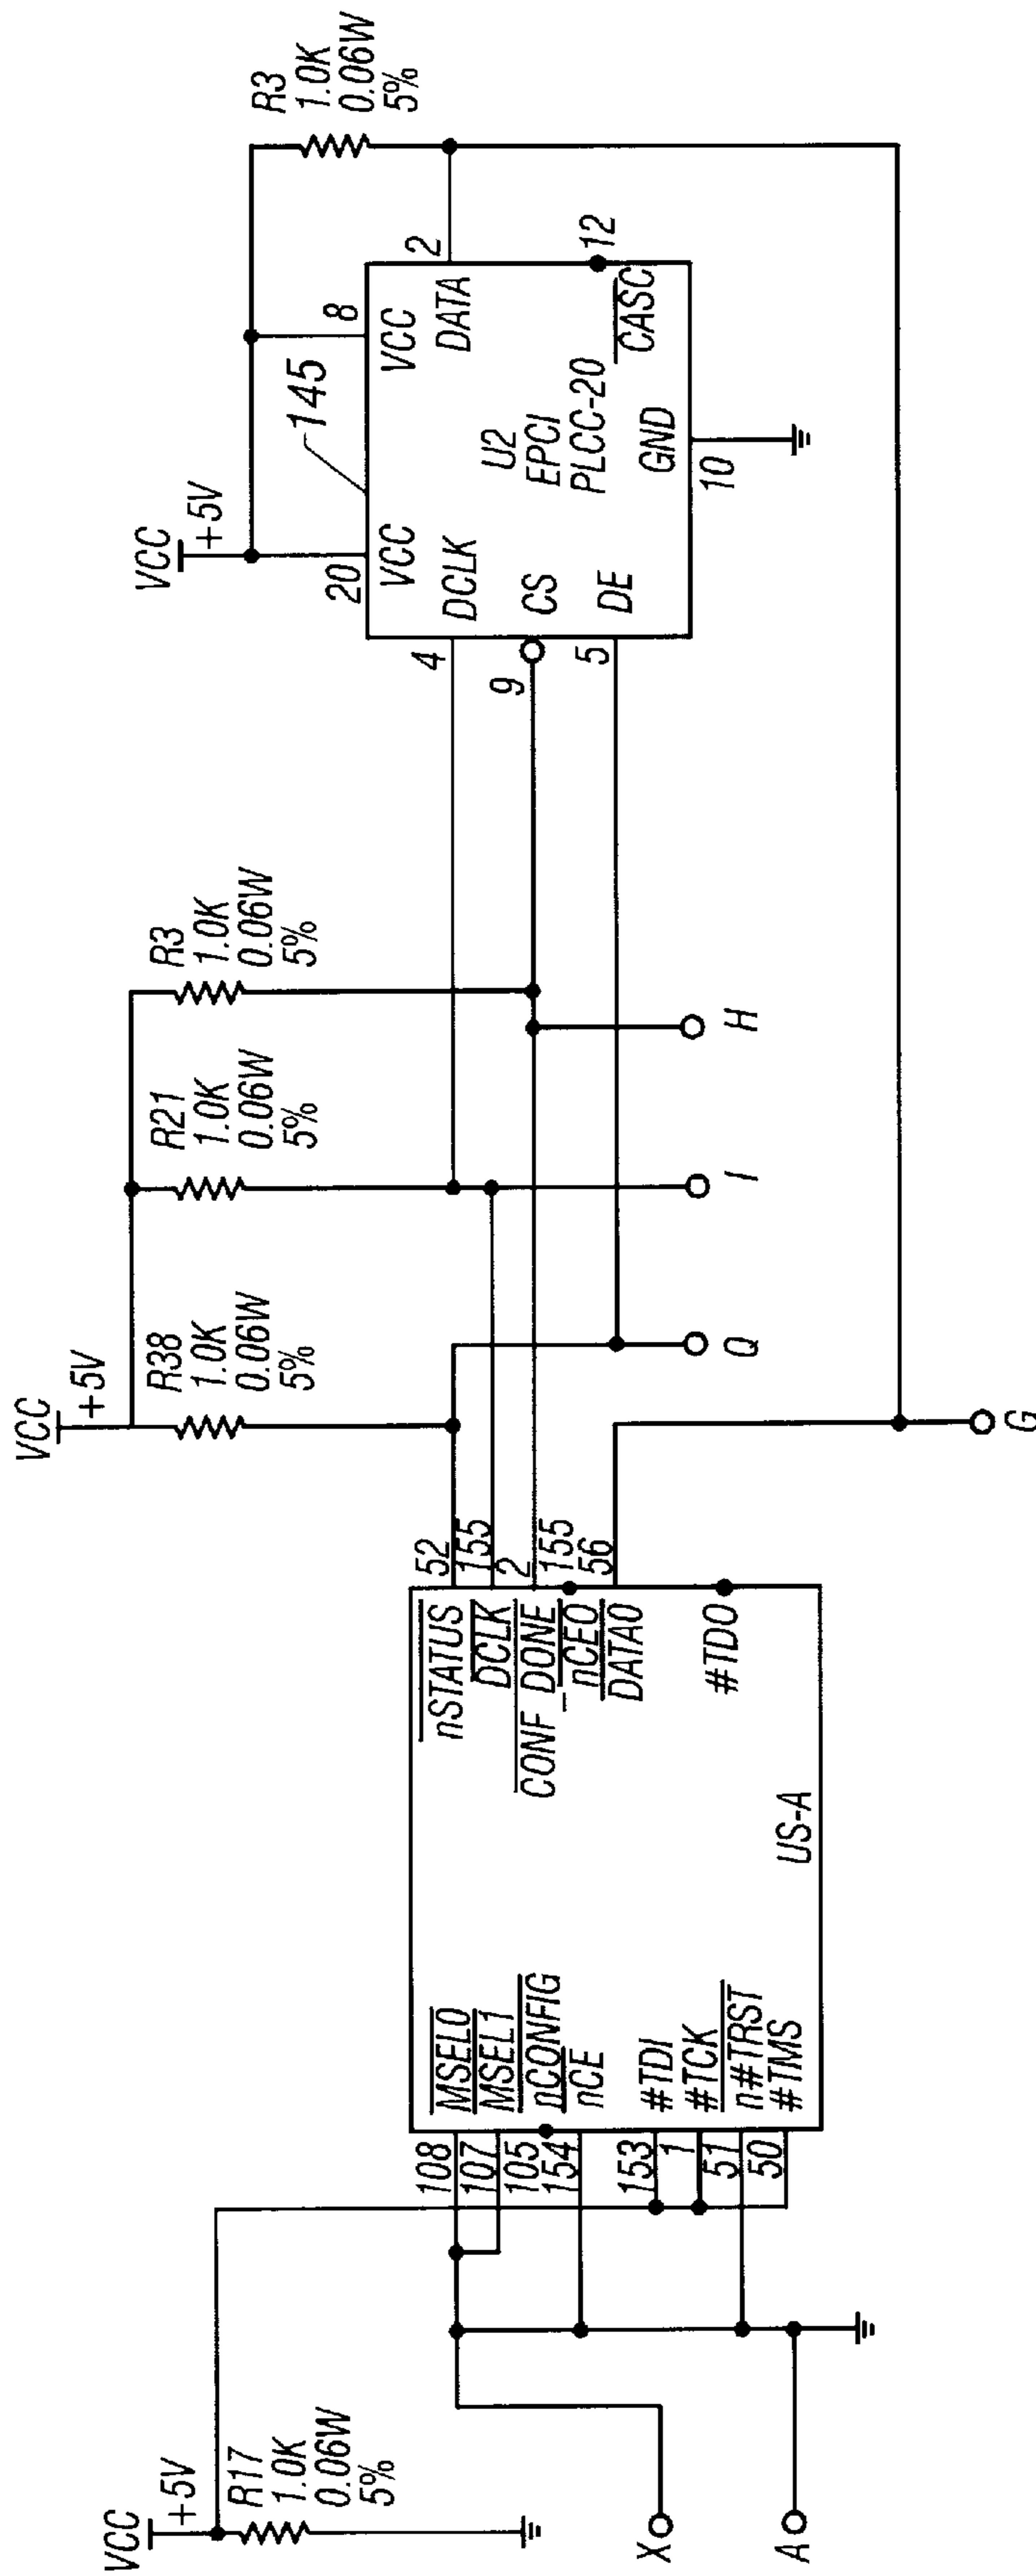 VCC
+5V
R17
1.0K
0.06W
5%
X
A
108
107
105
154
153
1
51
50
MSEL0
MSEL1
nCONFIG
nCE
#TDI
#TCK
n#TRST
#TMS
US-A
nSTATUS
DCLK
CONF_DONE
nCEO
DATA0
#TDO
52
155
2
155
56
VCC
+5V
R38
1.0K
0.06W
5%
R21
1.0K
0.06W
5%
R3
1.0K
0.06W
5%
G
Q
I
H
4
9
5
VCC
+5V
20
8
145
VCC
VCC
DCLK
CS
DE
DATA
U2
EPCI
PLCC-20
GND
CASC
10
2
12
R3
1.0K
0.06W
5%